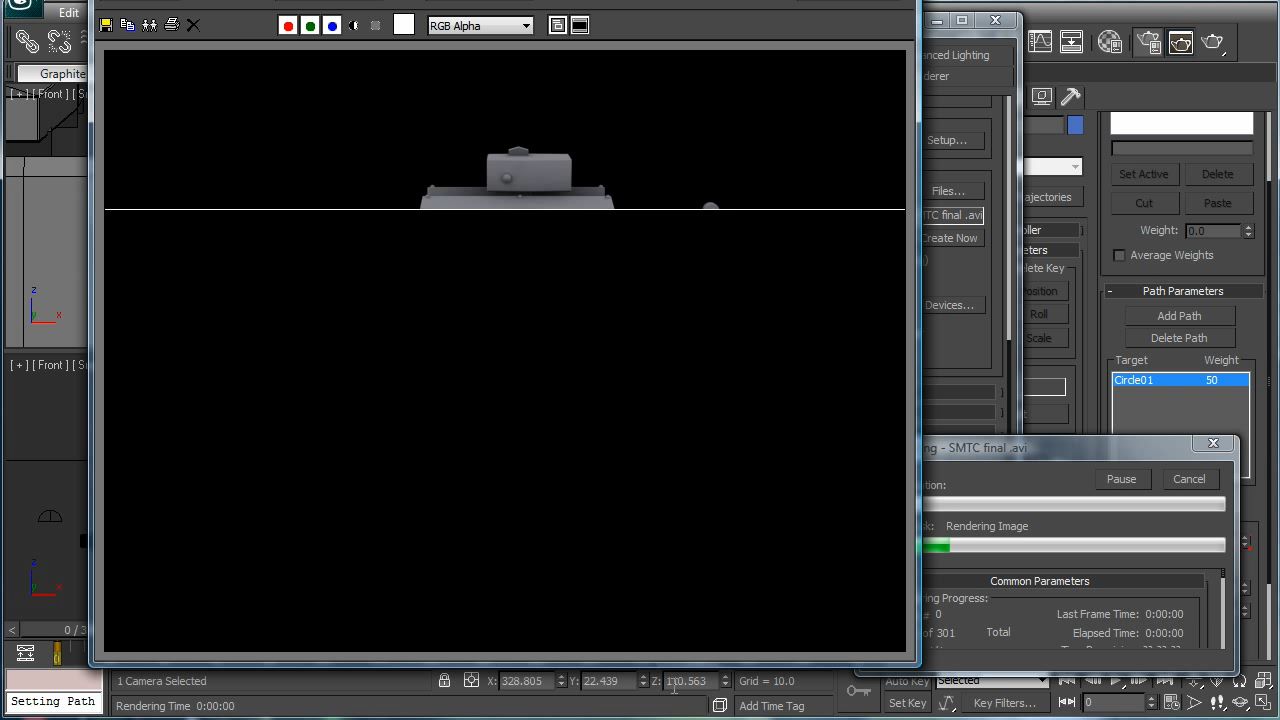 Edit
RGB Alpha
Graphite
[ + ] [ Front ] [ S
z
x
[ + ] [ Front ] [ S
z
y
x
0 / 3
anced Lighting
derer
Setup...
Files...
TC final .avi
Create Now
Devices...
ajectories
oller
eters
elete Key
Position
Roll
Scale
Set Active
Delete
Cut
Paste
Weight:
0.0
Average Weights
- Path Parameters
Add Path
Delete Path
Target
Weight
Circle01
50
ng - SMTC final .avi
Pause
Cancel
tion:
sk: Rendering Image
Common Parameters
ring Progress:
# 0
Last Frame Time: 0:00:00
of 301
Total
Elapsed Time: 0:00:00
1 Camera Selected
X: 328.805
Y: 22.439
Z: 110.563
Grid = 10.0
Auto Key
Selected
Setting Path
Rendering Time 0:00:00
Add Time Tag
Set Key
Key Filters...
0